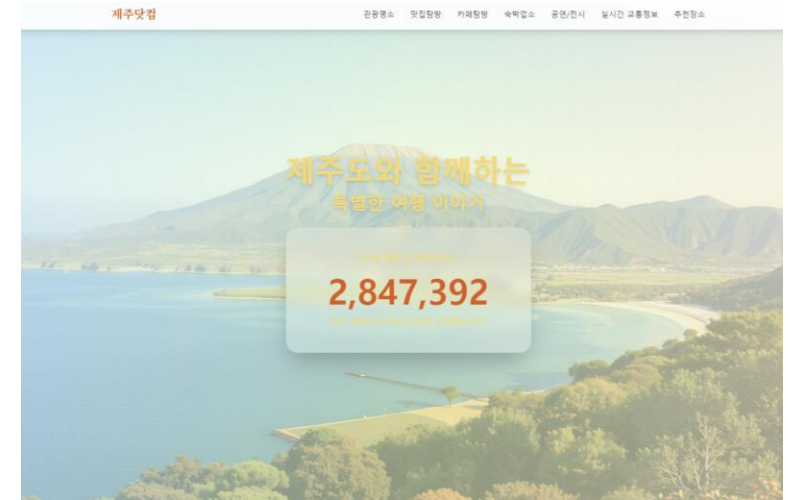 제주닷컴
관광명소 맛집탐방 카페탐방 숙박업소 공연/전시 실시간 교통정보 추천장소
제주도와 함께하는
특별한 여행 이야기
2,847,392